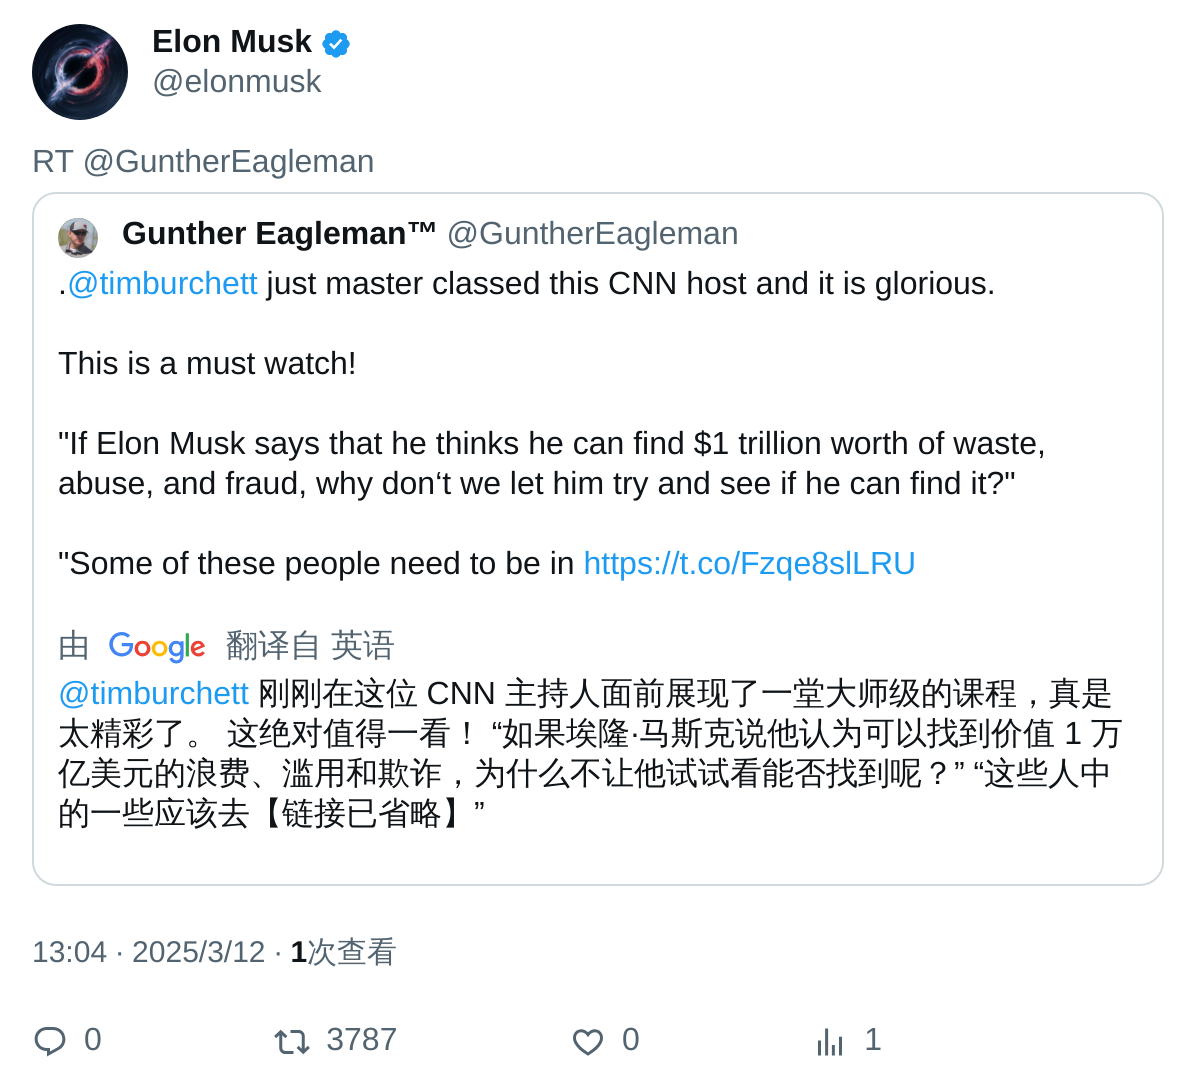 Elon Musk
@elonmusk
RT @GuntherEagleman
Gunther Eagleman™ @GuntherEagleman
.@timburchett just master classed this CNN host and it is glorious.
This is a must watch!
"If Elon Musk says that he thinks he can find $1 trillion worth of waste,
abuse, and fraud, why don‘t we let him try and see if he can find it?"
"Some of these people need to be in https://t.co/Fzqe8slLRU
由 Google 翻译自 英语
@timburchett 刚刚在这位 CNN 主持人面前展现了一堂大师级的课程，真是
太精彩了。 这绝对值得一看！ “如果埃隆·马斯克说他认为可以找到价值 1 万
亿美元的浪费、滥用和欺诈，为什么不让他试试看能否找到呢？” “这些人中
的一些应该去【链接已省略】”
13:04 · 2025/3/12 · 1次查看
0 3787 0 1